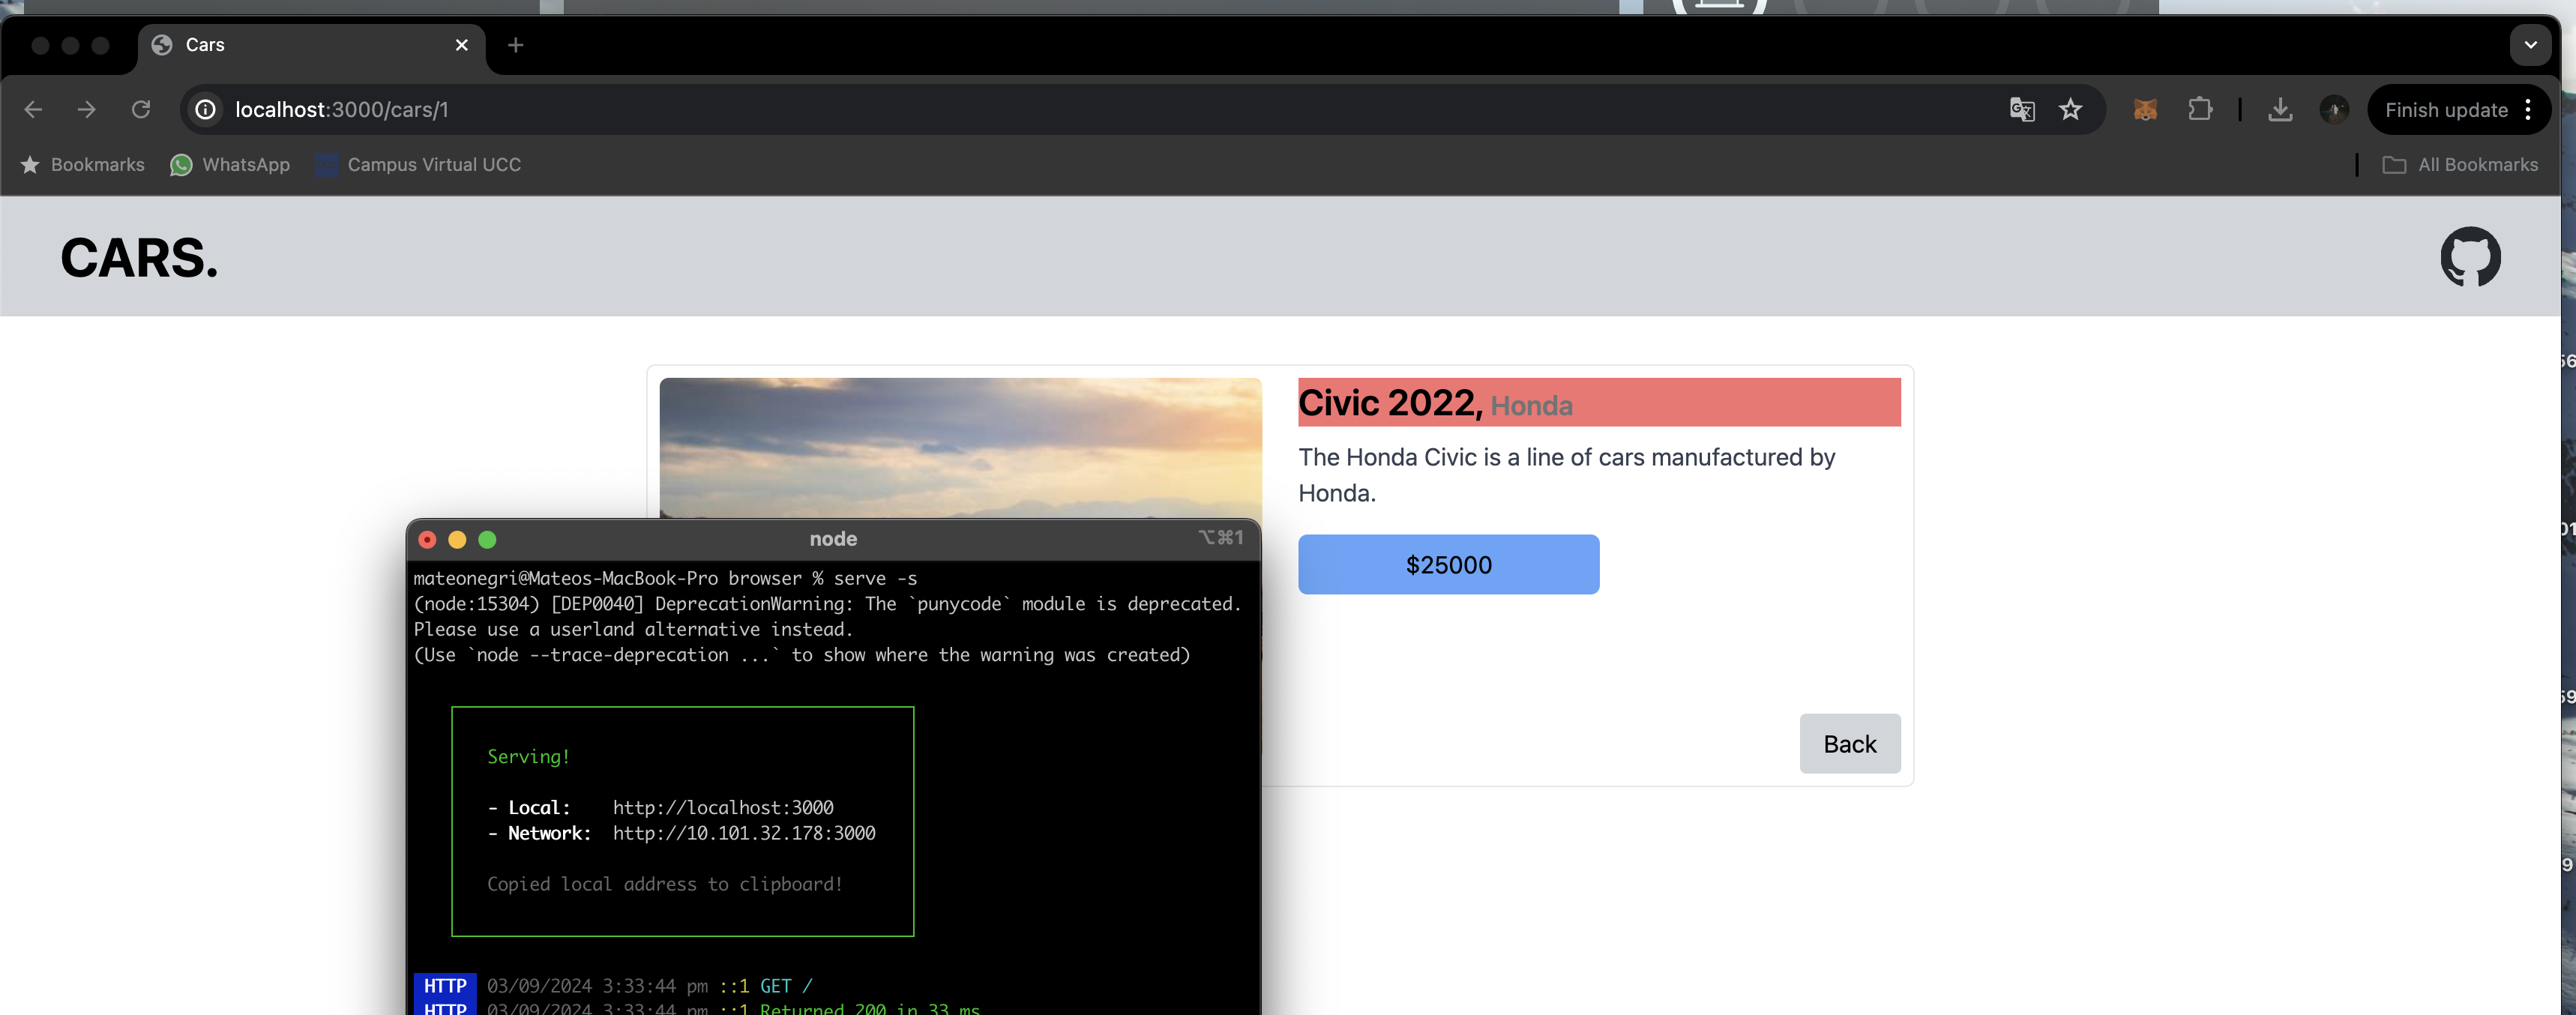 Cars
localhost:3000/cars/1
Finish update
Bookmarks
WhatsApp
Campus Virtual UCC
All Bookmarks
CARS.
Civic 2022, Honda
The Honda Civic is a line of cars manufactured by
Honda.
$25000
Back
node
⌥⌘1
mateonegri@Mateos-MacBook-Pro browser % serve -s
(node:15304) [DEP0040] DeprecationWarning: The `punycode` module is deprecated.
Please use a userland alternative instead.
(Use `node --trace-deprecation ...` to show where the warning was created)
Serving!
- Local: http://localhost:3000
- Network: http://10.101.32.178:3000
Copied local address to clipboard!
HTTP 03/09/2024 3:33:44 pm ::1 GET /
HTTP 03/09/2024 3:33:44 pm ::1 Returned 200 in 33 ms